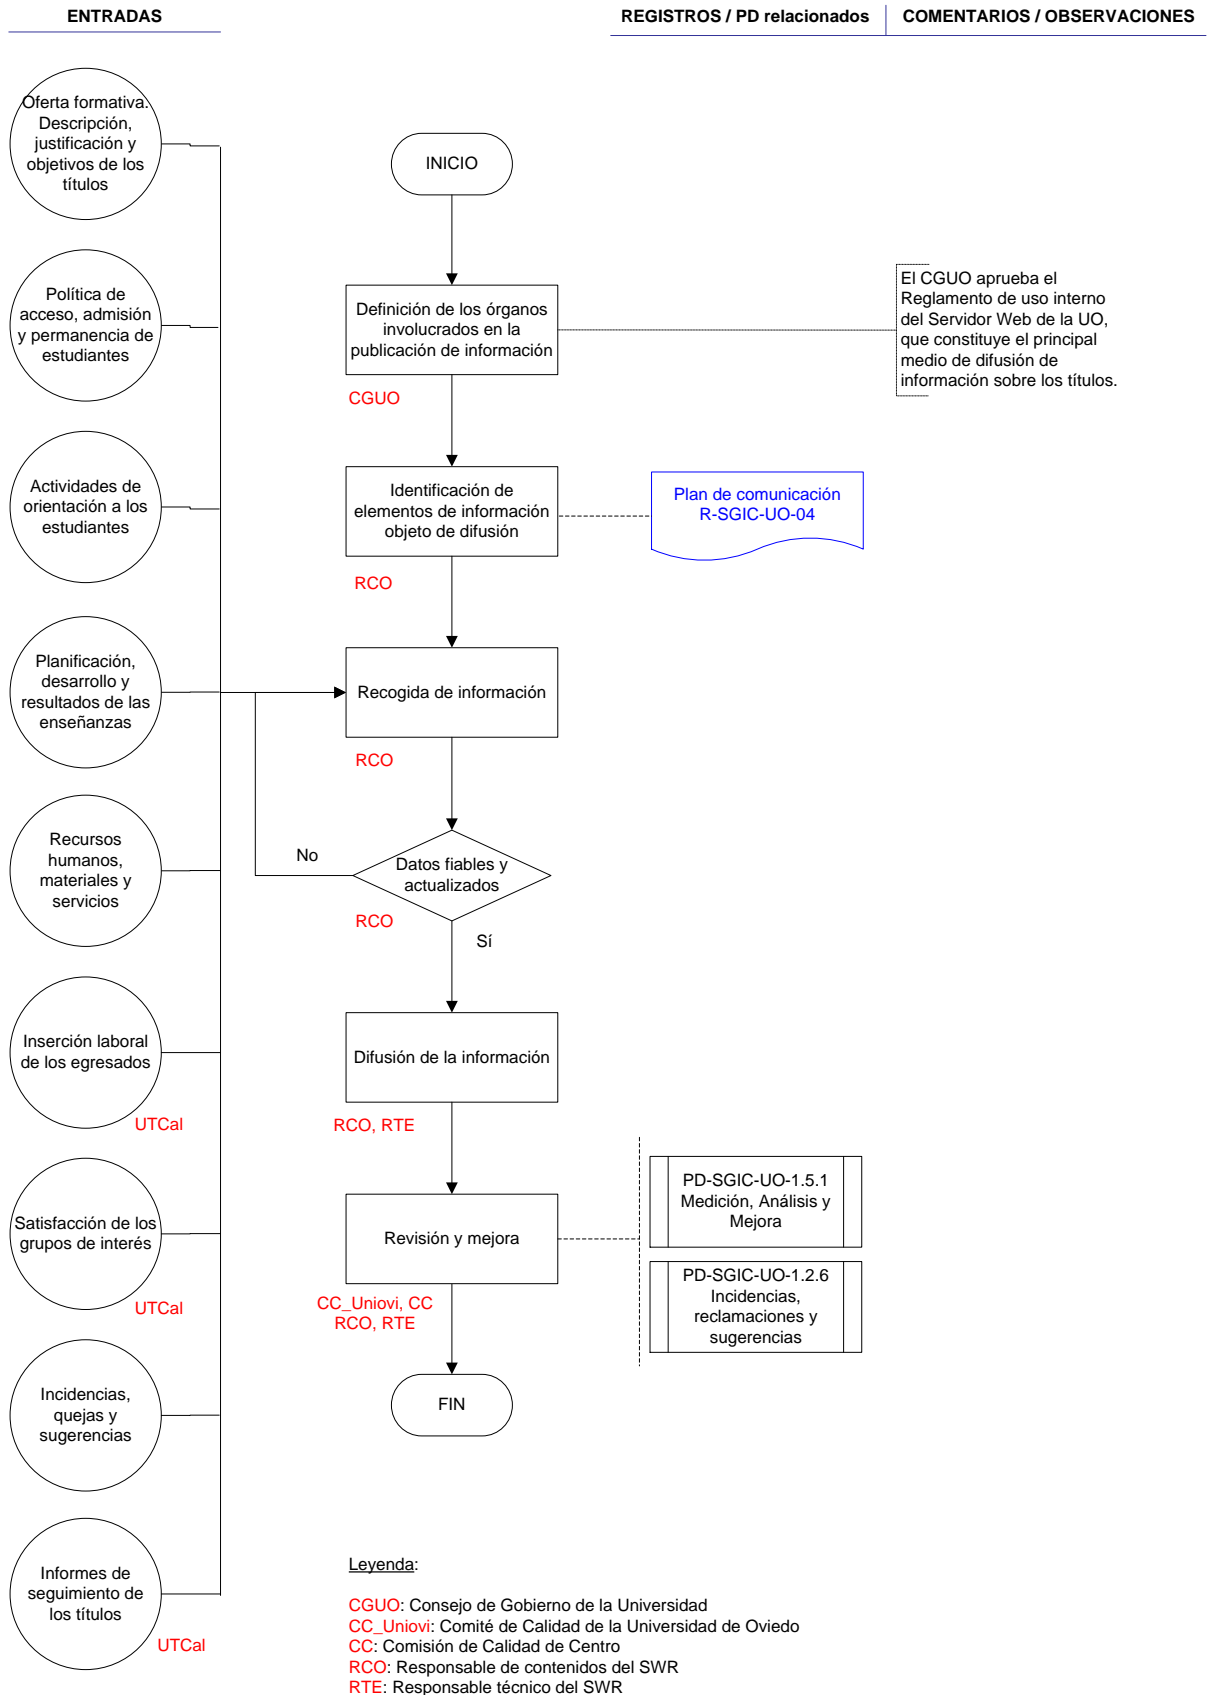 ENTRADAS
REGISTROS / PD relacionados
COMENTARIOS / OBSERVACIONES
Oferta formativa.
Descripción,
justificación y
objetivos de los
títulos
Política de
acceso, admisión
y permanencia de
estudiantes
Actividades de
orientación a los
estudiantes
Planificación,
desarrollo y
resultados de las
enseñanzas
Recursos
humanos,
materiales y
servicios
Inserción laboral
de los egresados
UTCal
Satisfacción de los
grupos de interés
UTCal
Incidencias,
quejas y
sugerencias
Informes de
seguimiento de
los títulos
UTCal
INICIO
Definición de los órganos
involucrados en la
publicación de información
CGUO
El CGUO aprueba el
Reglamento de uso interno
del Servidor Web de la UO,
que constituye el principal
medio de difusión de
información sobre los títulos.
Identificación de
elementos de información
objeto de difusión
RCO
Plan de comunicación
R-SGIC-UO-04
Recogida de información
RCO
Datos fiables y
actualizados
No
RCO
Sí
Difusión de la información
RCO, RTE
Revisión y mejora
CC_Uniovi, CC
RCO, RTE
PD-SGIC-UO-1.5.1
Medición, Análisis y
Mejora
PD-SGIC-UO-1.2.6
Incidencias,
reclamaciones y
sugerencias
FIN
Leyenda:
CGUO: Consejo de Gobierno de la Universidad
CC_Uniovi: Comité de Calidad de la Universidad de Oviedo
CC: Comisión de Calidad de Centro
RCO: Responsable de contenidos del SWR
RTE: Responsable técnico del SWR